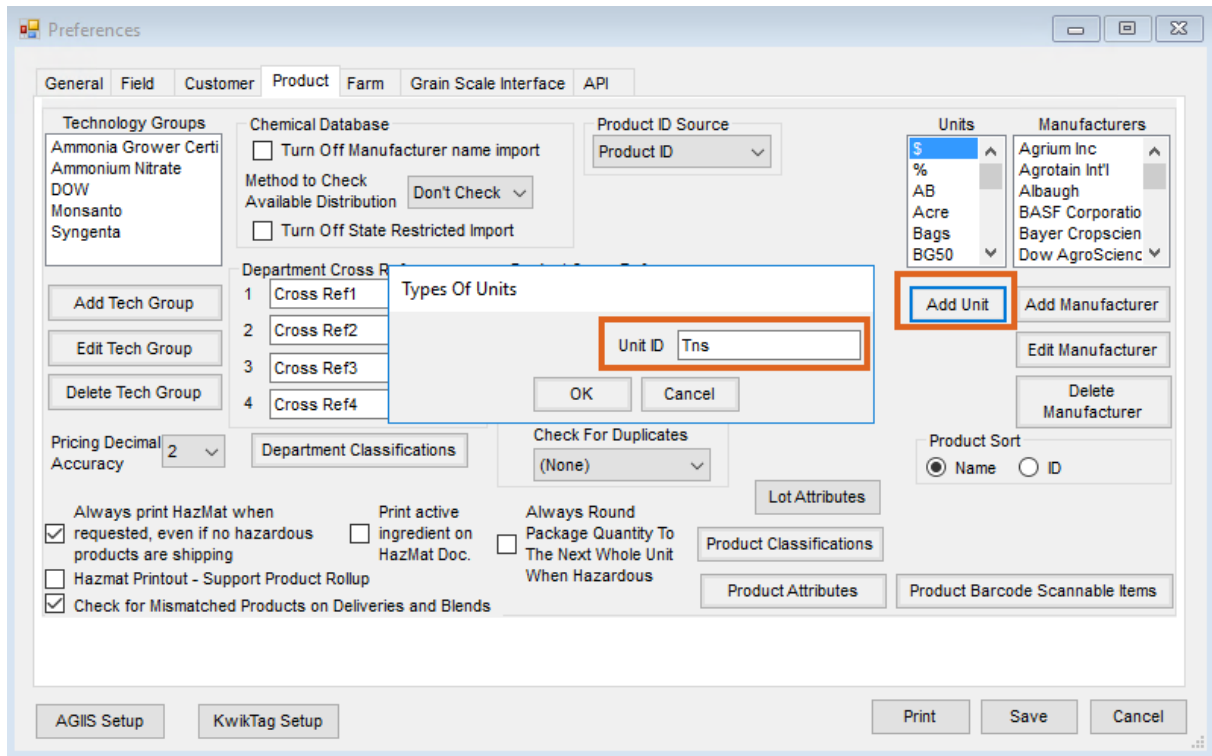 Preferences
General Field Customer Product Farm Grain Scale Interface API
Technology Groups
Ammonia Grower Certi
Ammonium Nitrate
DOW
Monsanto
Syngenta
Add Tech Group
Edit Tech Group
Delete Tech Group
Pricing Decimal
Accuracy
2
Chemical Database
Turn Off Manufacturer name import
Method to Check
Available Distribution
Don't Check
Turn Off State Restricted Import
Product ID Source
Product ID
Units
$
%
AB
Acre
Bags
BG50
Add Unit
Manufacturers
Agrium Inc
Agrotain Int'l
Albaugh
BASF Corporatio
Bayer Cropscien
Dow AgroScienc
Add Manufacturer
Edit Manufacturer
Delete
Manufacturer
Department Cross R
1 Cross Ref1
2 Cross Ref2
3 Cross Ref3
4 Cross Ref4
Types Of Units
Unit ID Tns
OK Cancel
Department Classifications
Check For Duplicates
(None)
Product Sort
Name ID
Lot Attributes
Always print HazMat when
requested, even if no hazardous
products are shipping
Print active
ingredient on
HazMat Doc.
Always Round
Package Quantity To
The Next Whole Unit
When Hazardous
Product Classifications
Hazmat Printout - Support Product Rollup
Check for Mismatched Products on Deliveries and Blends
Product Attributes
Product Barcode Scannable Items
AGIIS Setup KwikTag Setup Print Save Cancel